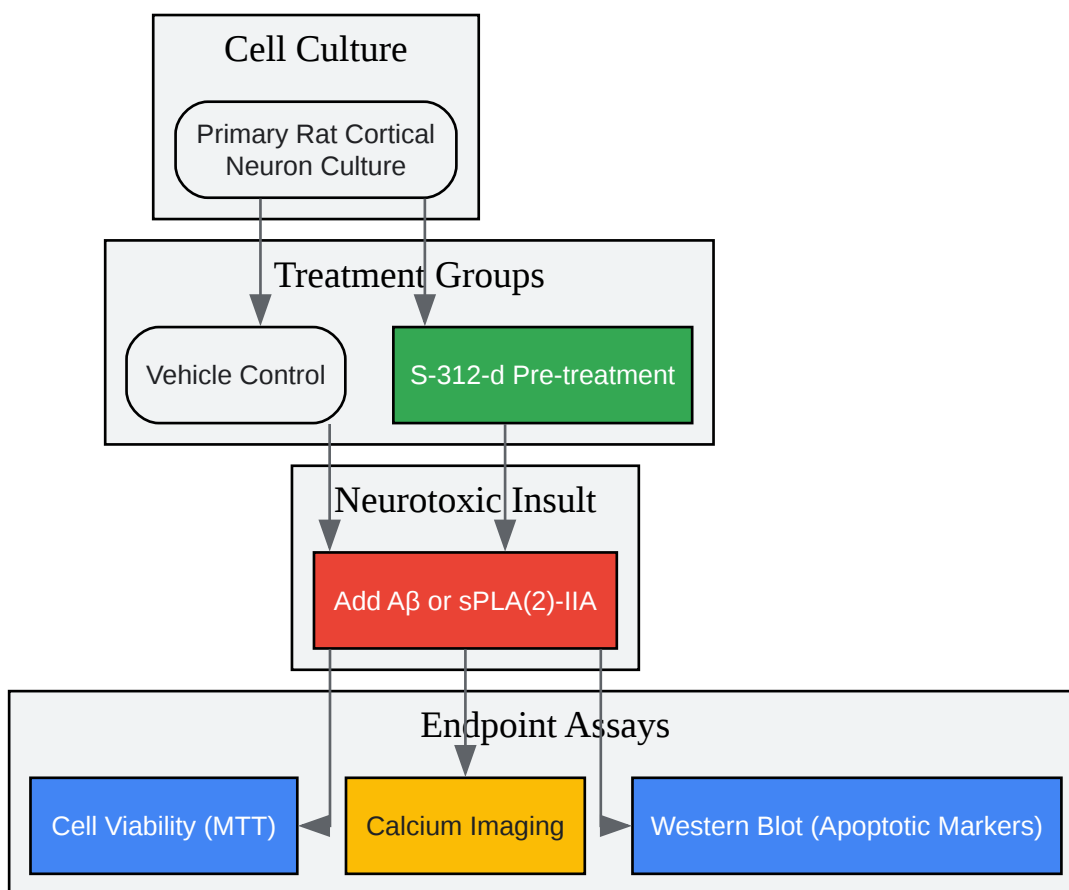 Cell Culture
Primary Rat Cortical
Neuron Culture
Treatment Groups
Vehicle Control
S-312-d Pre-treatment
Neurotoxic Insult
Add Aβ or sPLA(2)-IIA
Endpoint Assays
Cell Viability (MTT)
Calcium Imaging
Western Blot (Apoptotic Markers)